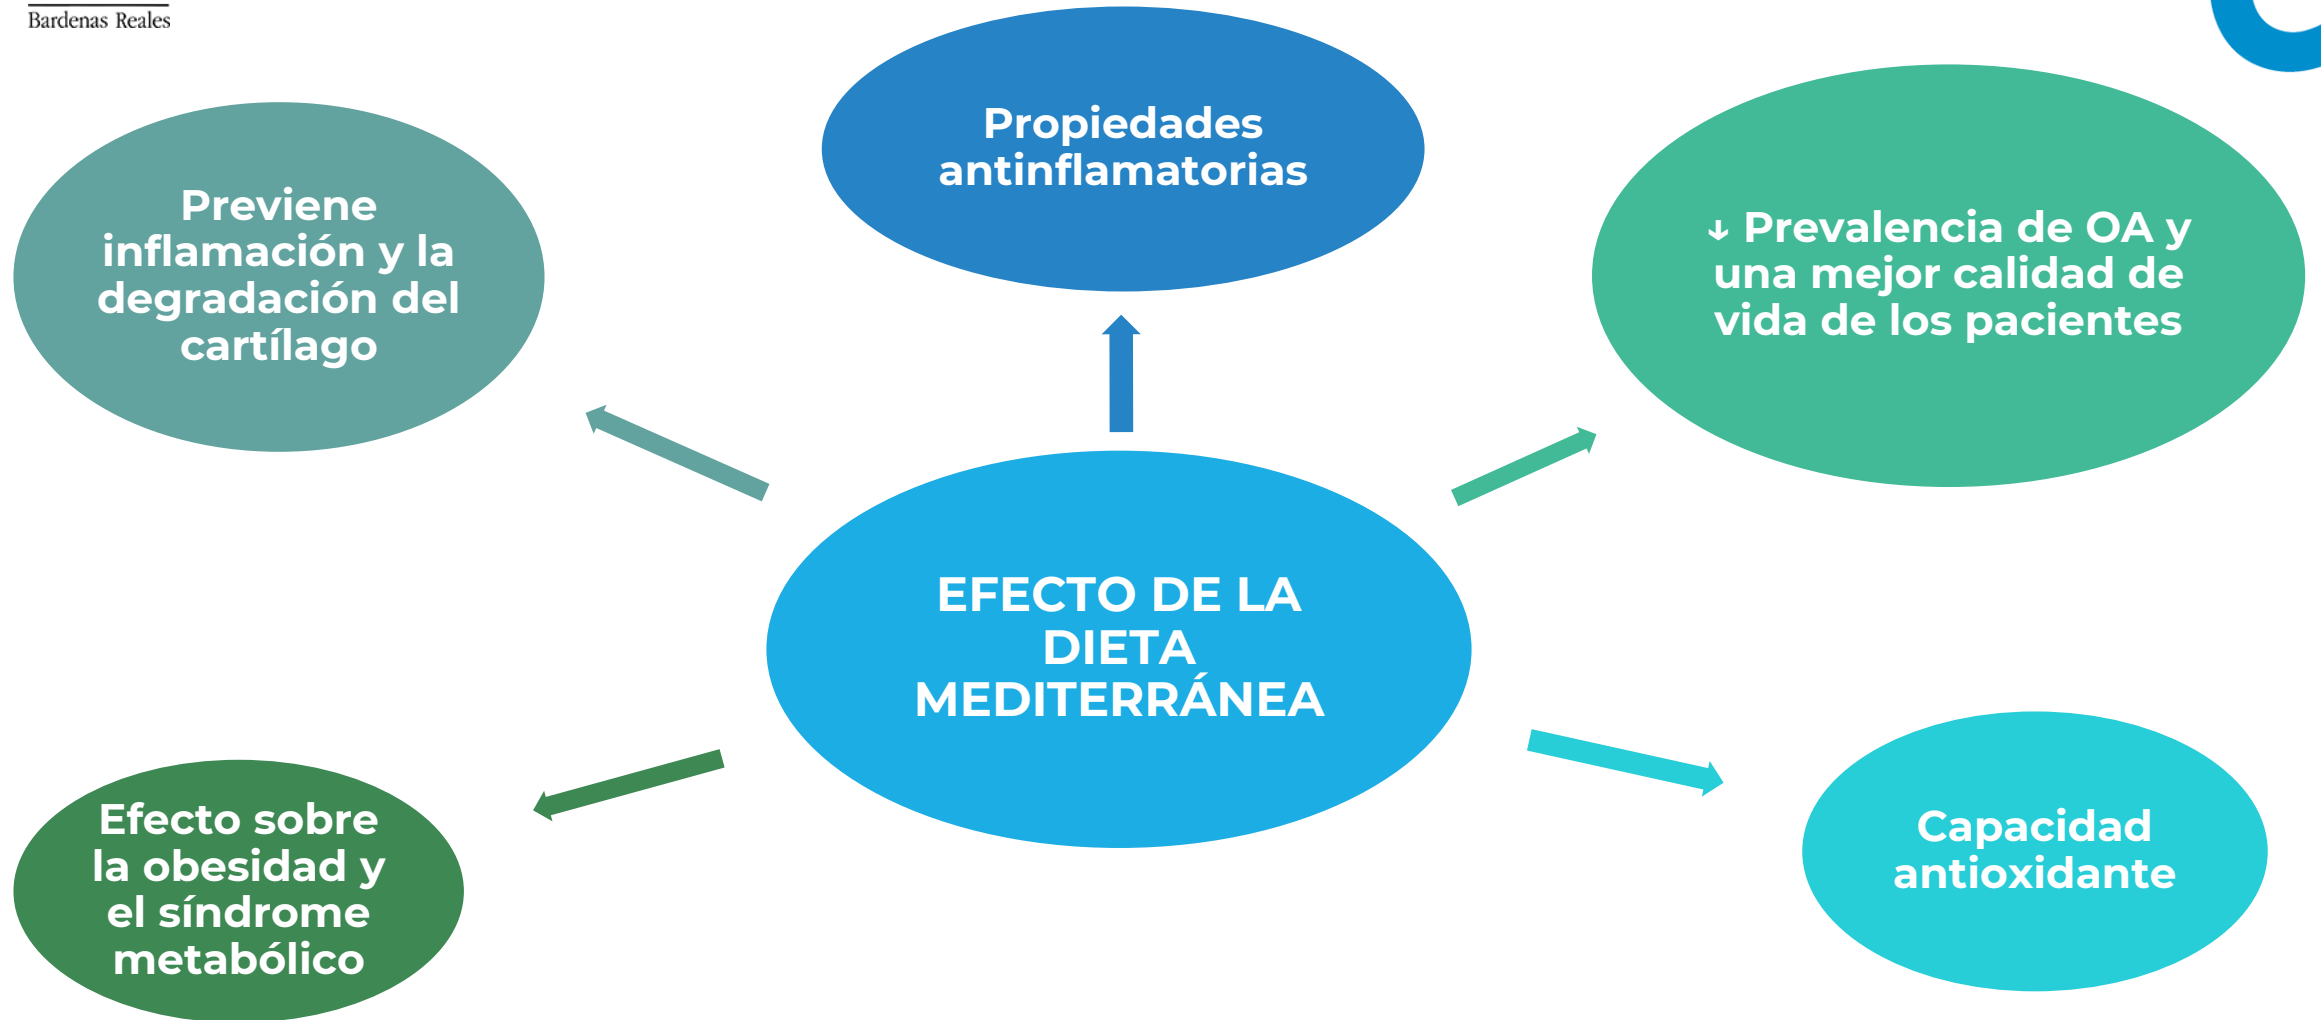 Bardenas Reales
Propiedades
antinflamatorias
Previene
inflamación y la
degradación del
cartílago
↓ Prevalencia de OA y
una mejor calidad de
vida de los pacientes
EFECTO DE LA
DIETA
MEDITERRÁNEA
Efecto sobre
la obesidad y
el síndrome
metabólico
Capacidad
antioxidante